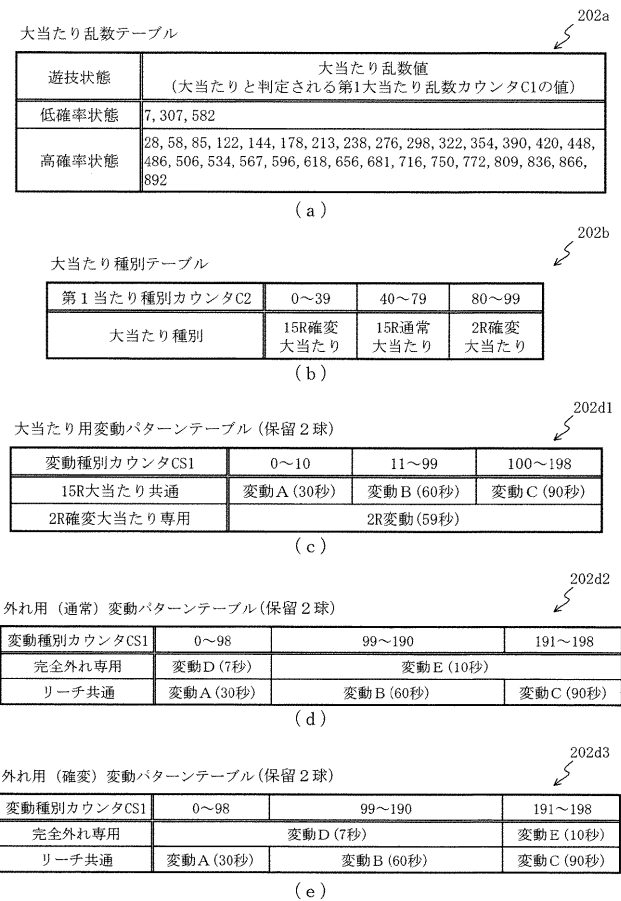 202a
大当たり乱数テーブル
遊技状態 大当たり乱数値
(大当たりと判定される第1大当たり乱数カウンタC1の値)
低確率状態 7, 307, 582
高確率状態 28, 58, 85, 122, 144, 178, 213, 238, 276, 298, 322, 354, 390, 420, 448,
486, 506, 534, 567, 596, 618, 656, 681, 716, 750, 772, 809, 836, 866,
892
(a)
202b
大当たり種別テーブル
第1当たり種別カウンタC2 0~39 40~79 80~99
大当たり種別 15R確変 15R通常 2R確変
大当たり 大当たり 大当たり
(b)
202d1
大当たり用変動パターンテーブル(保留2球)
変動種別カウンタCS1 0~10 11~99 100~198
15R大当たり共通 変動A(30秒) 変動B(60秒) 変動C(90秒)
2R確変大当たり専用 2R変動(59秒)
(c)
202d2
外れ用(通常)変動パターンテーブル(保留2球)
変動種別カウンタCS1 0~98 99~190 191~198
完全外れ専用 変動D(7秒) 変動E(10秒)
リーチ共通 変動A(30秒) 変動B(60秒) 変動C(90秒)
(d)
202d3
外れ用(確変)変動パターンテーブル(保留2球)
変動種別カウンタCS1 0~98 99~190 191~198
完全外れ専用 変動D(7秒) 変動E(10秒)
リーチ共通 変動A(30秒) 変動B(60秒) 変動C(90秒)
(e)